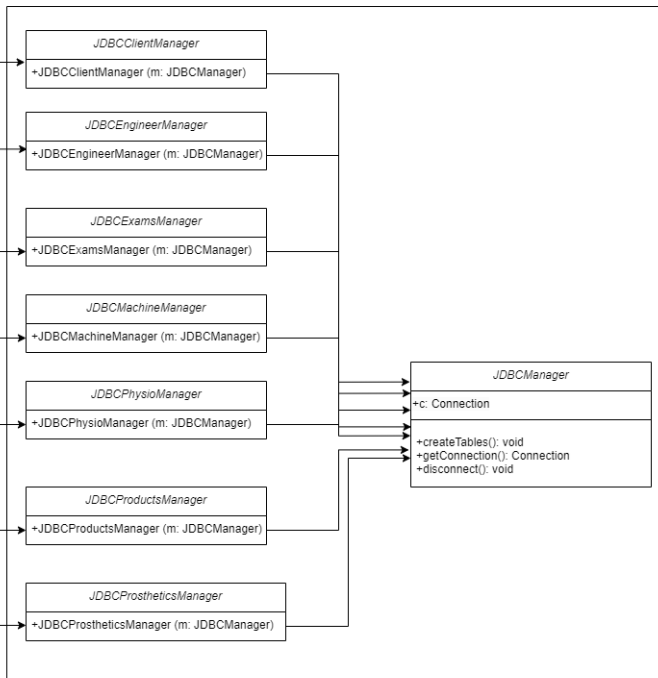 JDBCClientManager
+JDBCClientManager (m: JDBCManager)
JDBCEngineerManager
+JDBCEngineerManager (m: JDBCManager)
JDBCExamsManager
+JDBCExamsManager (m: JDBCManager)
JDBCMachineManager
+JDBCMachineManager (m: JDBCManager)
JDBCPhysioManager
+JDBCPhysioManager (m: JDBCManager)
JDBCProductsManager
+JDBCProductsManager (m: JDBCManager)
JDBCProstheticsManager
+JDBCProstheticsManager (m: JDBCManager)
JDBCManager
+c: Connection
+createTables(): void
+getConnection(): Connection
+disconnect(): void